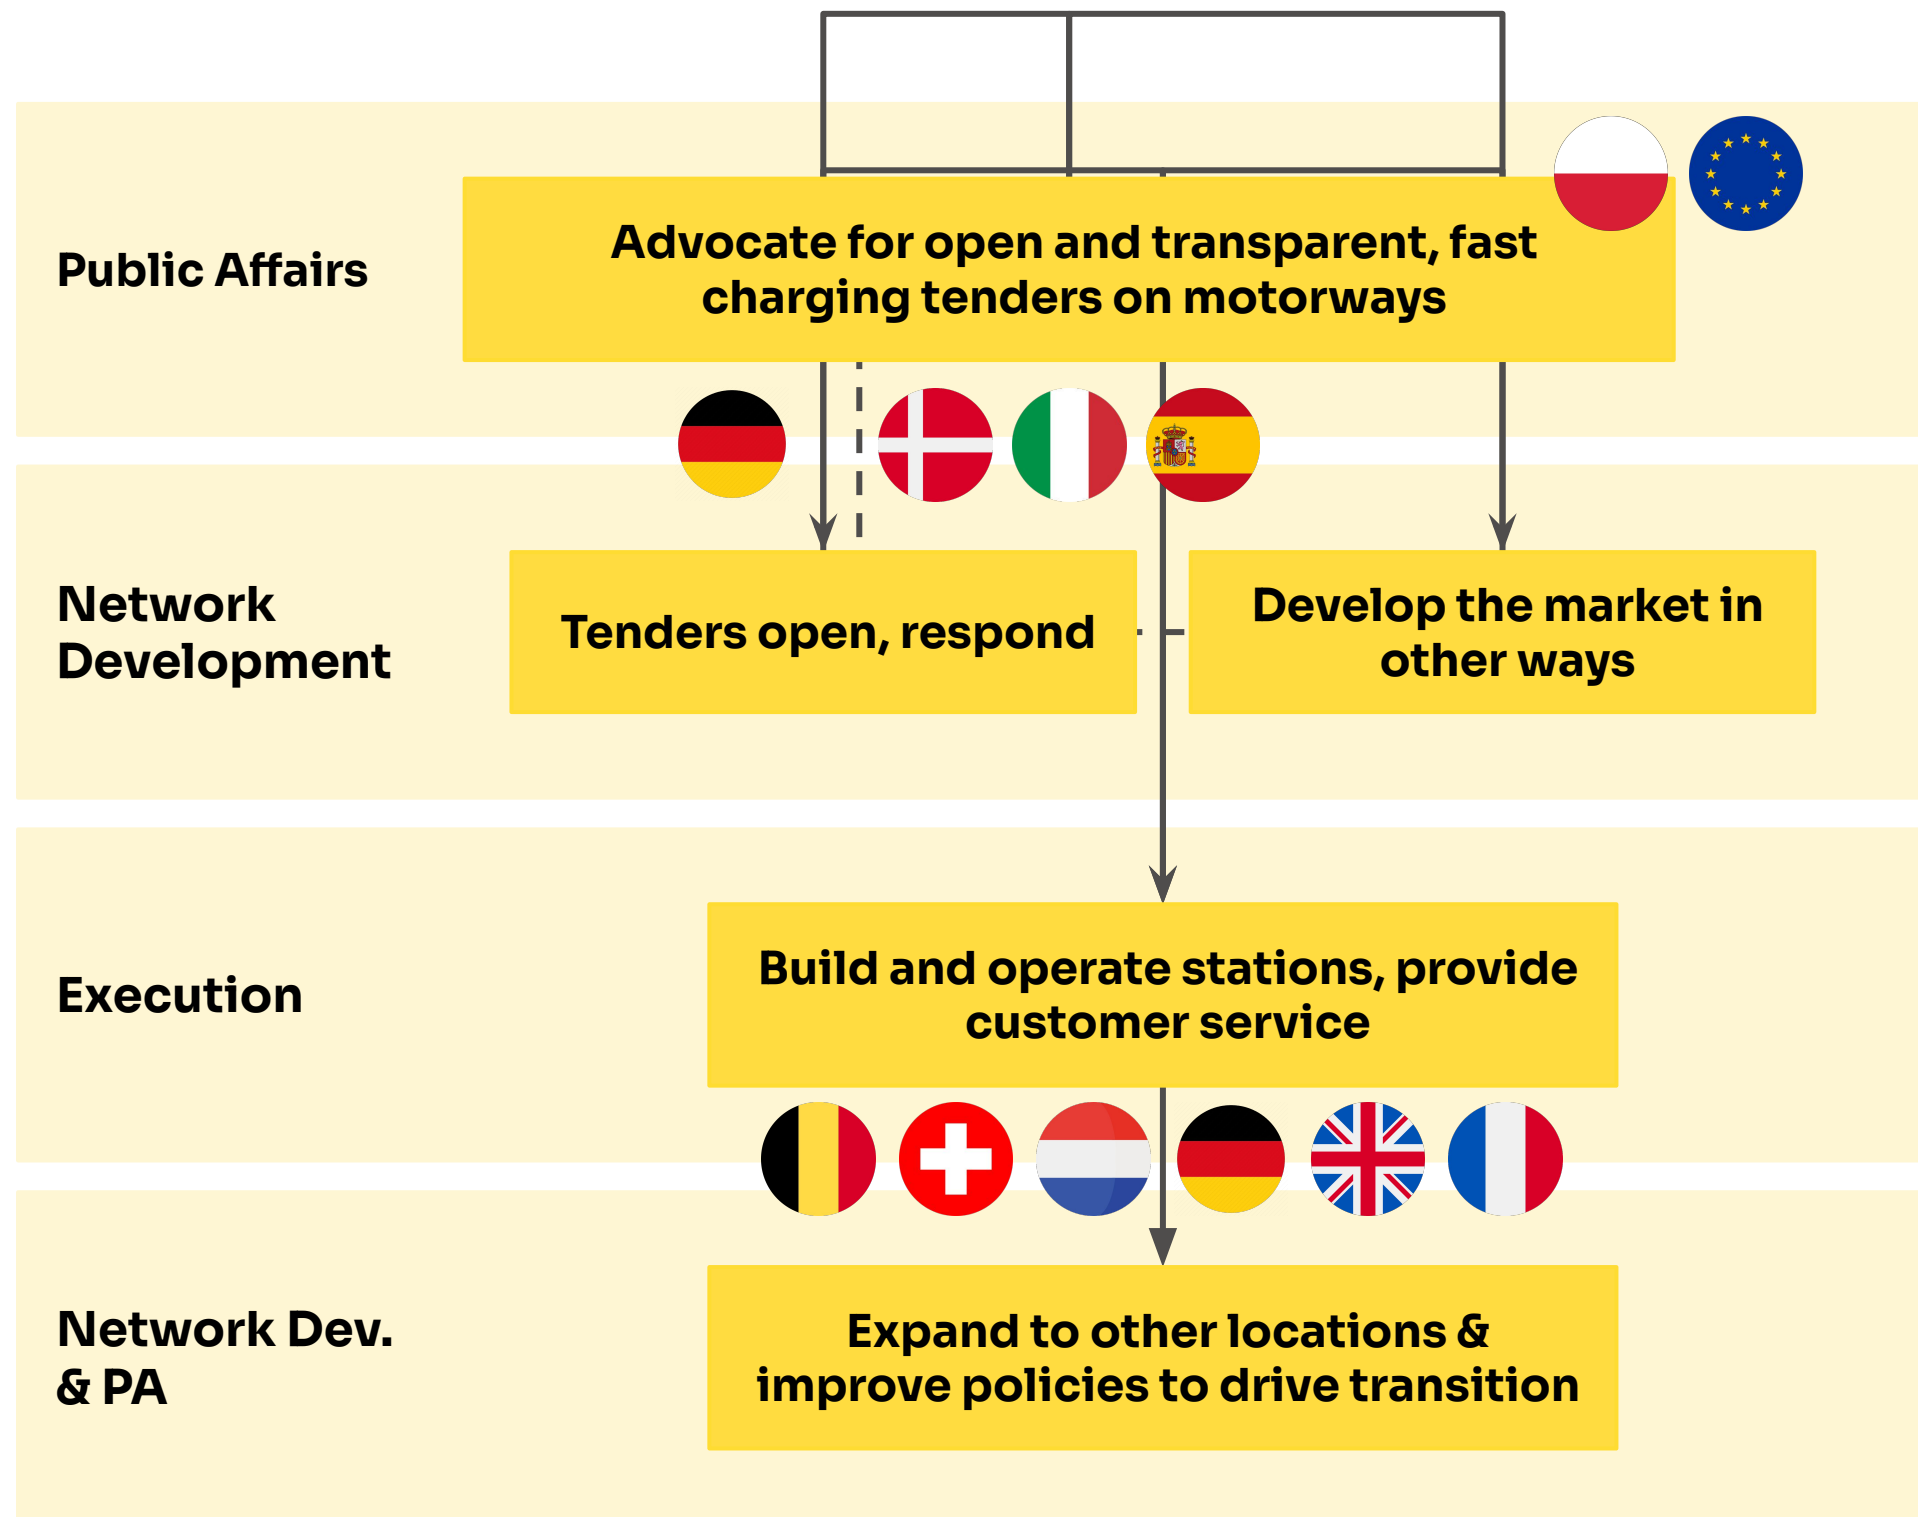 Public Affairs
Advocate for open and transparent, fast
charging tenders on motorways
Network
Development
Tenders open, respond
Develop the market in
other ways
Execution
Build and operate stations, provide
customer service
Network Dev.
& PA
Expand to other locations &
improve policies to drive transition